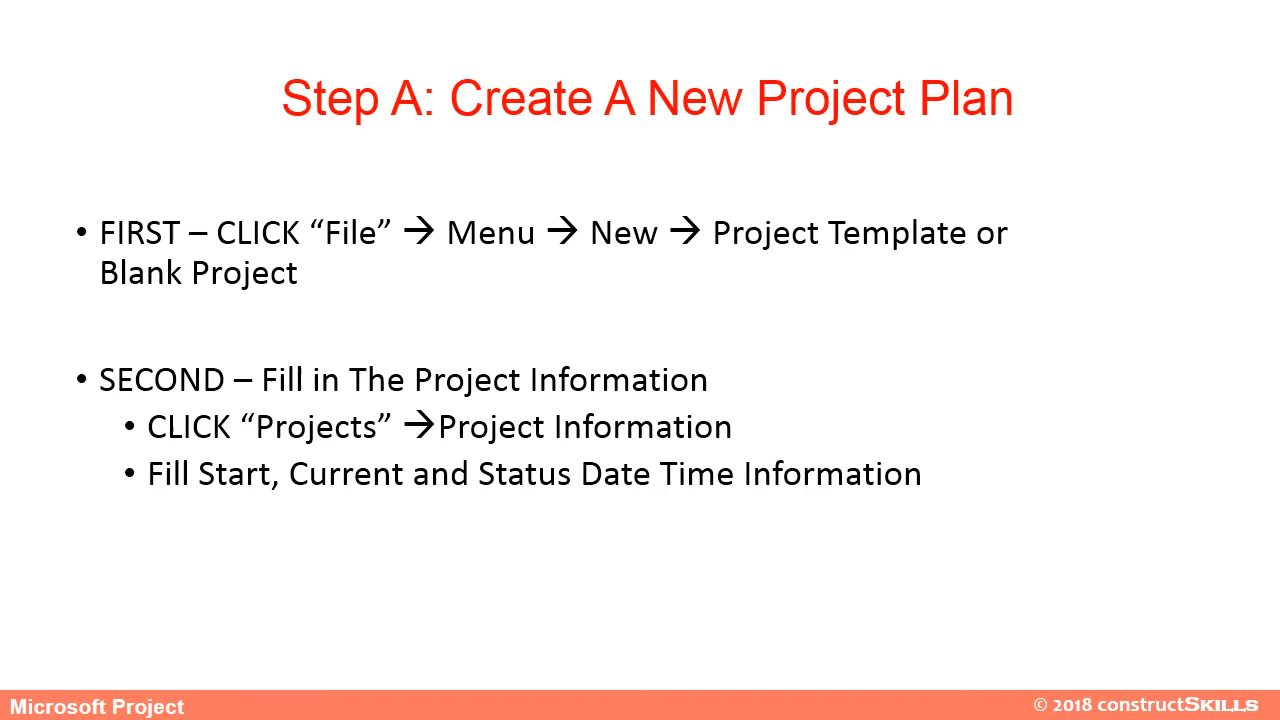 Step A: Create A New Project Plan
• FIRST – CLICK “File” → Menu → New → Project Template or
Blank Project
• SECOND – Fill in The Project Information
• CLICK “Projects” →Project Information
• Fill Start, Current and Status Date Time Information
Microsoft Project
© 2018 constructSKILLS